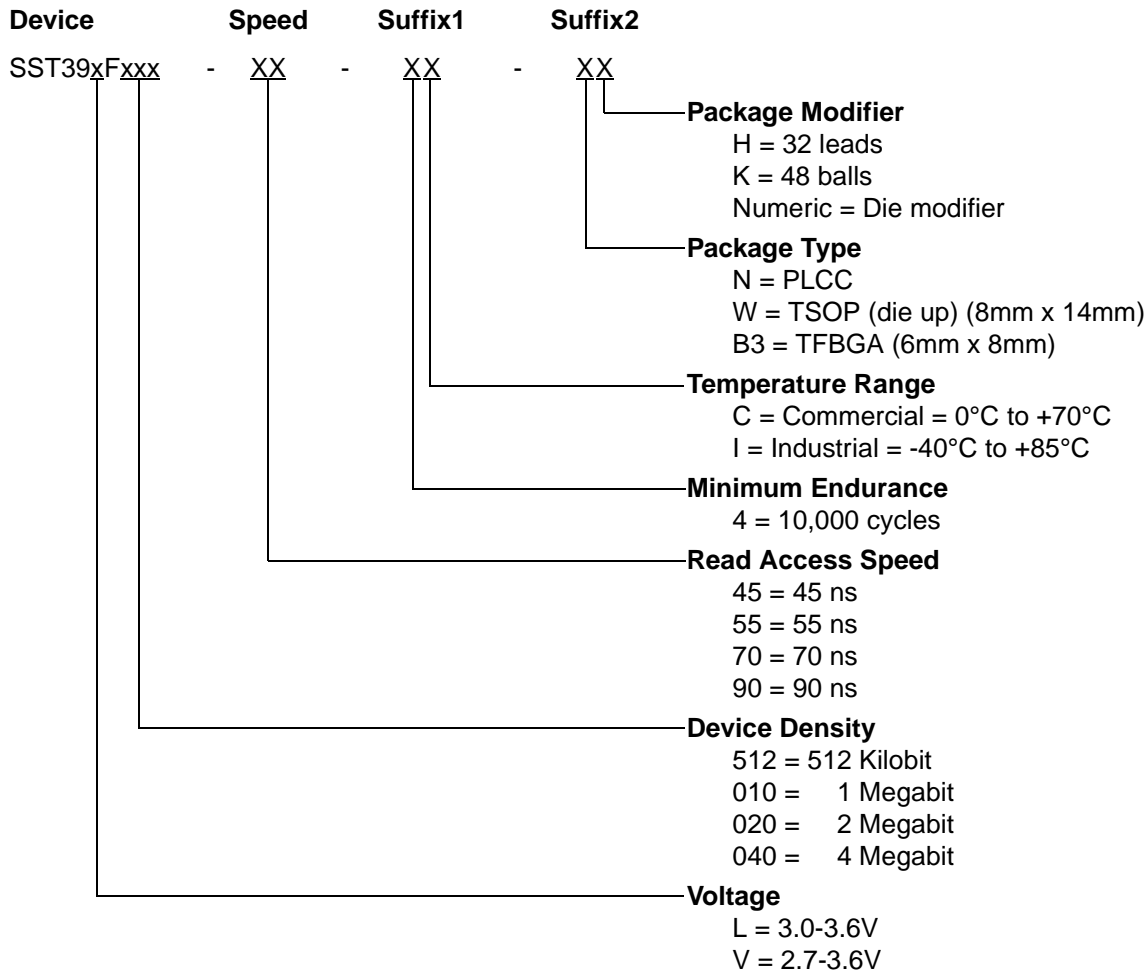 Device Speed Suffix1 Suffix2
SST39xFxxx - XX - XX - XX
Package Modifier
H = 32 leads
K = 48 balls
Numeric = Die modifier
Package Type
N = PLCC
W = TSOP (die up) (8mm x 14mm)
B3 = TFBGA (6mm x 8mm)
Temperature Range
C = Commercial = 0°C to +70°C
I = Industrial = -40°C to +85°C
Minimum Endurance
4 = 10,000 cycles
Read Access Speed
45 = 45 ns
55 = 55 ns
70 = 70 ns
90 = 90 ns
Device Density
512 = 512 Kilobit
010 = 1 Megabit
020 = 2 Megabit
040 = 4 Megabit
Voltage
L = 3.0-3.6V
V = 2.7-3.6V